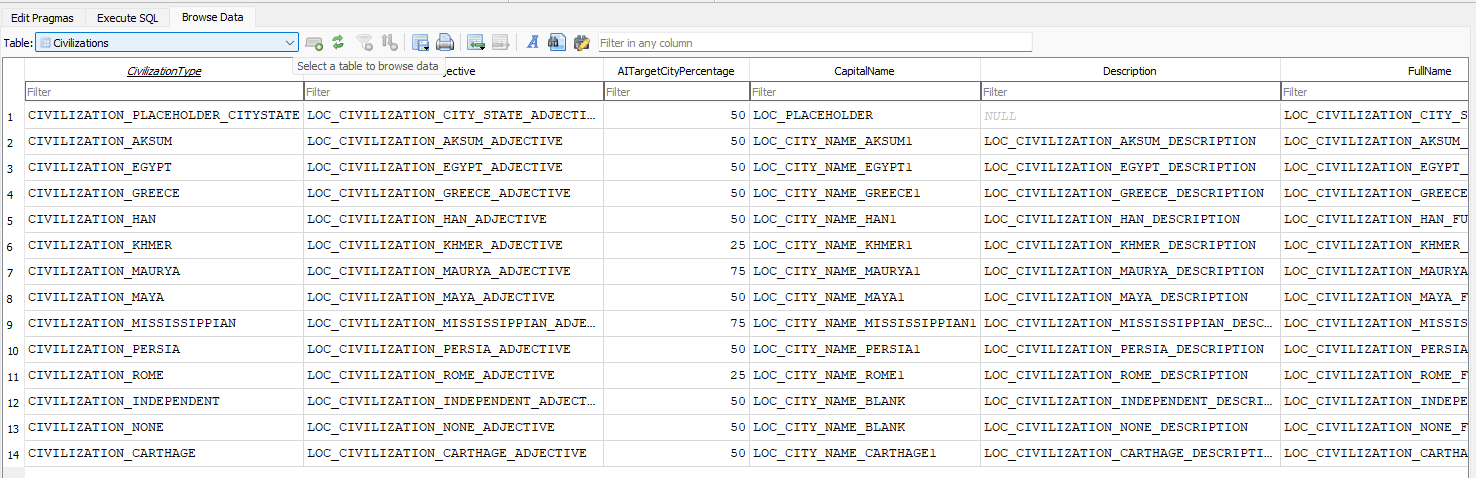 Edit Pragmas Execute SQL Browse Data
Table: Civilizations Filter in any column
Select a table to browse data
CivilizationType jective AITargetCityPercentage CapitalName Description FullName
Filter Filter Filter Filter Filter Filter
1 CIVILIZATION_PLACEHOLDER_CITYSTATE LOC_CIVILIZATION_CITY_STATE_ADJECTI... 50 LOC_PLACEHOLDER NULL LOC_CIVILIZATION_CITY_S
2 CIVILIZATION_AKSUM LOC_CIVILIZATION_AKSUM_ADJECTIVE 50 LOC_CITY_NAME_AKSUM1 LOC_CIVILIZATION_AKSUM_DESCRIPTION LOC_CIVILIZATION_AKSUM_
3 CIVILIZATION_EGYPT LOC_CIVILIZATION_EGYPT_ADJECTIVE 50 LOC_CITY_NAME_EGYPT1 LOC_CIVILIZATION_EGYPT_DESCRIPTION LOC_CIVILIZATION_EGYPT_
4 CIVILIZATION_GREECE LOC_CIVILIZATION_GREECE_ADJECTIVE 50 LOC_CITY_NAME_GREECE1 LOC_CIVILIZATION_GREECE_DESCRIPTION LOC_CIVILIZATION_GREECE
5 CIVILIZATION_HAN LOC_CIVILIZATION_HAN_ADJECTIVE 50 LOC_CITY_NAME_HAN1 LOC_CIVILIZATION_HAN_DESCRIPTION LOC_CIVILIZATION_HAN_FU
6 CIVILIZATION_KHMER LOC_CIVILIZATION_KHMER_ADJECTIVE 25 LOC_CITY_NAME_KHMER1 LOC_CIVILIZATION_KHMER_DESCRIPTION LOC_CIVILIZATION_KHMER_
7 CIVILIZATION_MAURYA LOC_CIVILIZATION_MAURYA_ADJECTIVE 75 LOC_CITY_NAME_MAURYA1 LOC_CIVILIZATION_MAURYA_DESCRIPTION LOC_CIVILIZATION_MAURYA
8 CIVILIZATION_MAYA LOC_CIVILIZATION_MAYA_ADJECTIVE 50 LOC_CITY_NAME_MAYA1 LOC_CIVILIZATION_MAYA_DESCRIPTION LOC_CIVILIZATION_MAYA_F
9 CIVILIZATION_MISSISSIPPIAN LOC_CIVILIZATION_MISSISSIPPIAN_ADJE... 75 LOC_CITY_NAME_MISSISSIPPIAN1 LOC_CIVILIZATION_MISSISSIPPIAN_DESC... LOC_CIVILIZATION_MISSIS
10 CIVILIZATION_PERSIA LOC_CIVILIZATION_PERSIA_ADJECTIVE 50 LOC_CITY_NAME_PERSIA1 LOC_CIVILIZATION_PERSIA_DESCRIPTION LOC_CIVILIZATION_PERSIA
11 CIVILIZATION_ROME LOC_CIVILIZATION_ROME_ADJECTIVE 25 LOC_CITY_NAME_ROME1 LOC_CIVILIZATION_ROME_DESCRIPTION LOC_CIVILIZATION_ROME_F
12 CIVILIZATION_INDEPENDENT LOC_CIVILIZATION_INDEPENDENT_ADJECT... 50 LOC_CITY_NAME_BLANK LOC_CIVILIZATION_INDEPENDENT_DESCRI... LOC_CIVILIZATION_INDEPE
13 CIVILIZATION_NONE LOC_CIVILIZATION_NONE_ADJECTIVE 50 LOC_CITY_NAME_BLANK LOC_CIVILIZATION_NONE_DESCRIPTION LOC_CIVILIZATION_NONE_F
14 CIVILIZATION_CARTHAGE LOC_CIVILIZATION_CARTHAGE_ADJECTIVE 50 LOC_CITY_NAME_CARTHAGE1 LOC_CIVILIZATION_CARTHAGE_DESCRIPTI... LOC_CIVILIZATION_CARTHA